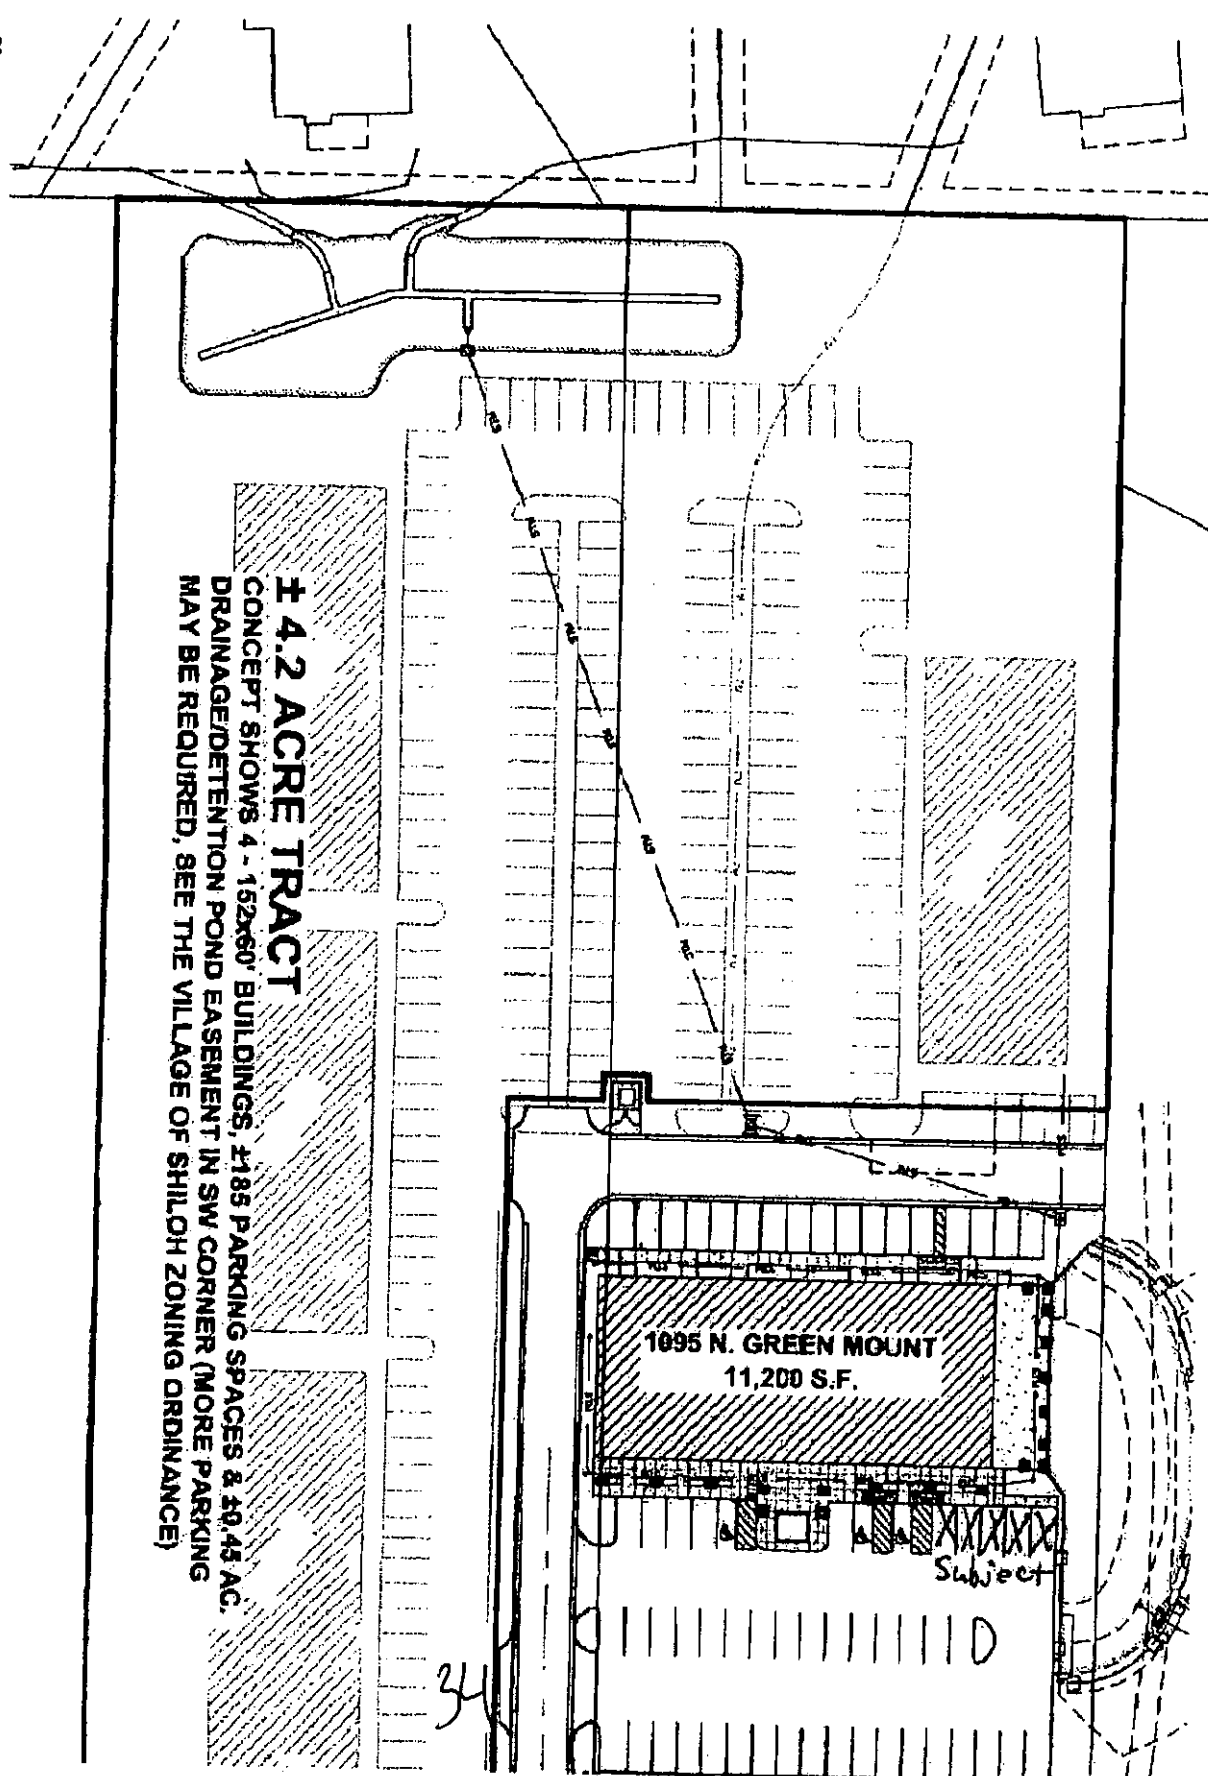 ± 4.2 ACRE TRACT
CONCEPT SHOWS 4 - 152x60' BUILDINGS, ±185 PARKING SPACES & ±0.45 AC.
DRAINAGE/DETENTION POND EASEMENT IN SW CORNER (MORE PARKING
MAY BE REQUIRED, SEE THE VILLAGE OF SHILOH ZONING ORDINANCE)
1095 N. GREEN MOUNT
11,200 S.F.
Subject
34